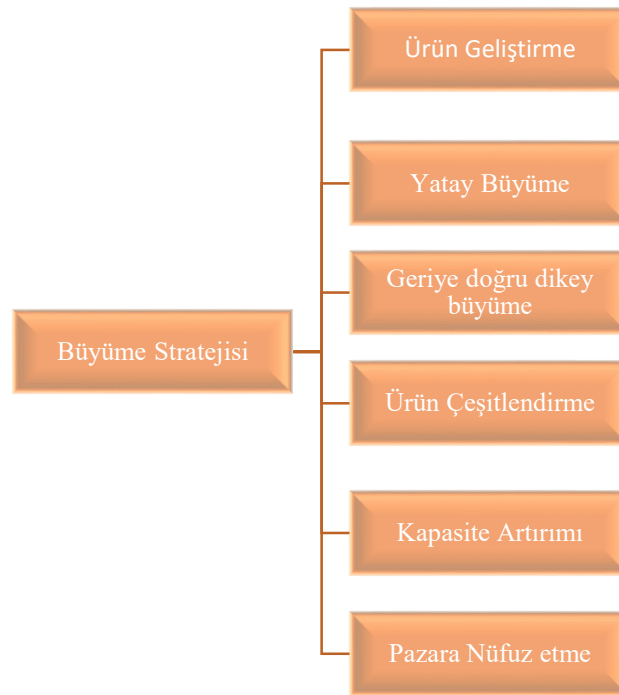 Ürün Geliştirme
Yatay Büyüme
Geriye doğru dikey
büyüme
Büyüme Stratejisi
Ürün Çeşitlendirme
Kapasite Artırımı
Pazara Nüfuz etme